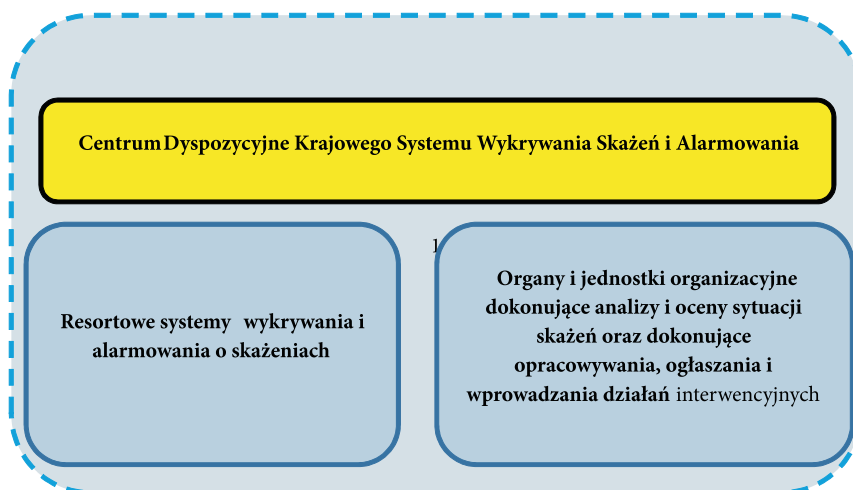 Centrum Dyspozycyjne Krajowego Systemu Wykrywania Skażeń i Alarmowania
Resortowe systemy wykrywania i
alarmowania o skażeniach
Organy i jednostki organizacyjne
dokonujące analizy i oceny sytuacji
skażeń oraz dokonujące
opracowywania, ogłaszania i
wprowadzania działań interwencyjnych